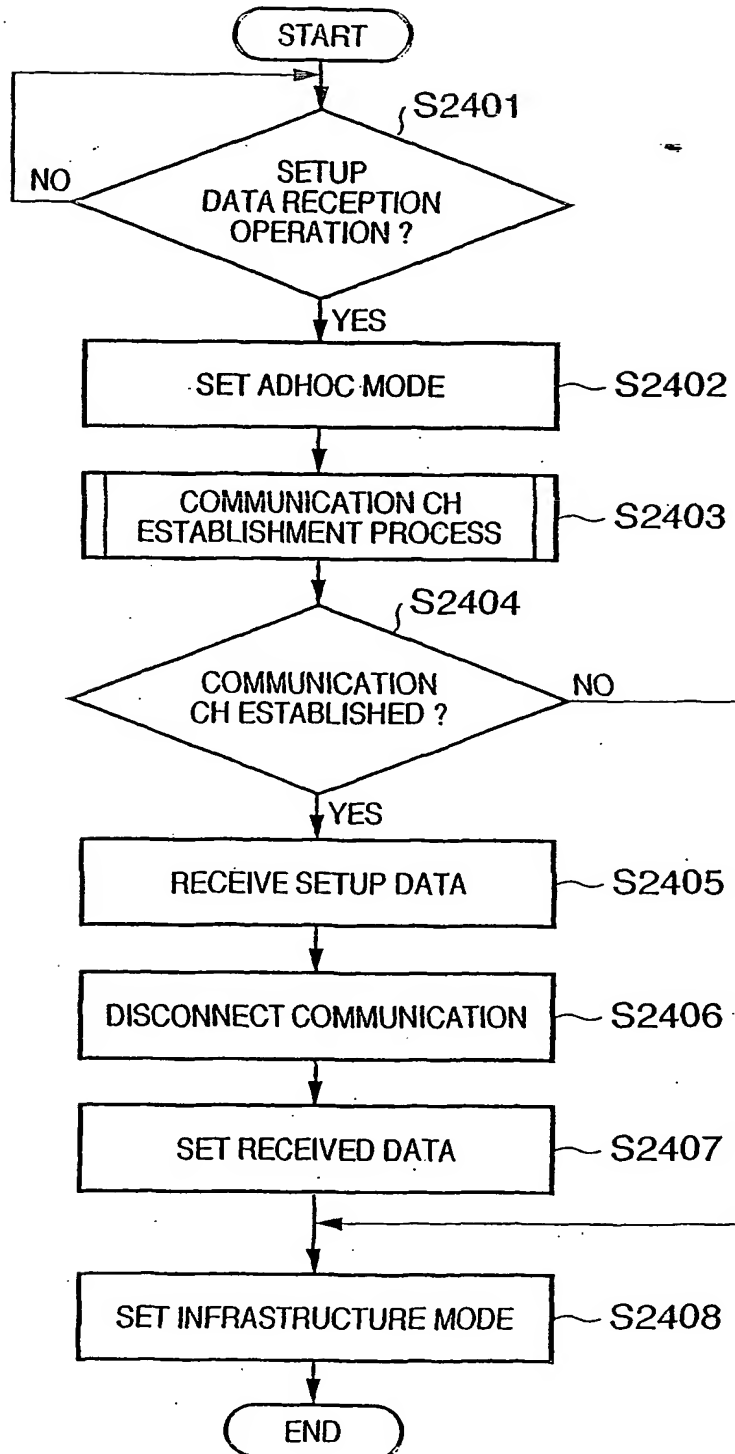 START
S2401
NO
SETUP
DATA RECEPTION
OPERATION ?
YES
SET ADHOC MODE
S2402
COMMUNICATION CH
ESTABLISHMENT PROCESS
S2403
S2404
COMMUNICATION
CH ESTABLISHED ?
NO
YES
RECEIVE SETUP DATA
S2405
DISCONNECT COMMUNICATION
S2406
SET RECEIVED DATA
S2407
SET INFRASTRUCTURE MODE
S2408
END